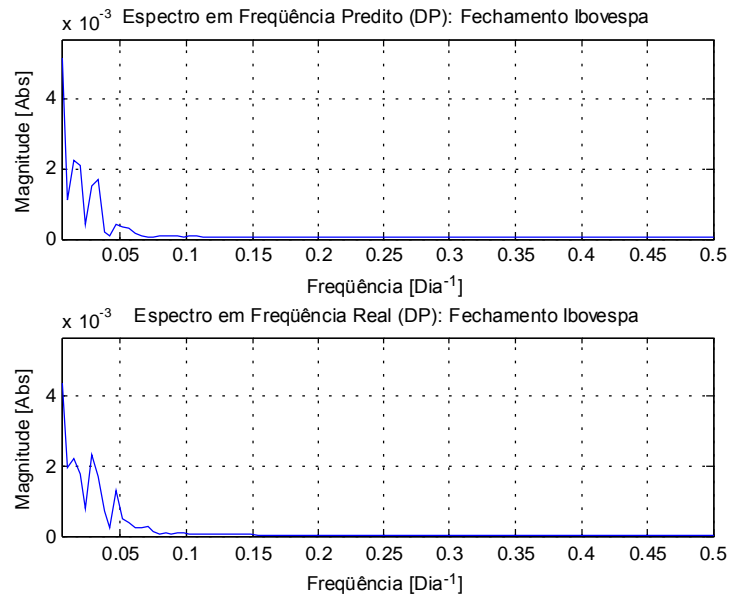 x 10-3
Espectro em Freqüência Predito (DP): Fechamento Ibovespa
Magnitude [Abs]
4
2
0
0.05 0.1 0.15 0.2 0.25 0.3 0.35 0.4 0.45 0.5
Freqüência [Dia-1]
x 10-3
Espectro em Freqüência Real (DP): Fechamento Ibovespa
Magnitude [Abs]
4
2
0
0.05 0.1 0.15 0.2 0.25 0.3 0.35 0.4 0.45 0.5
Freqüência [Dia-1]